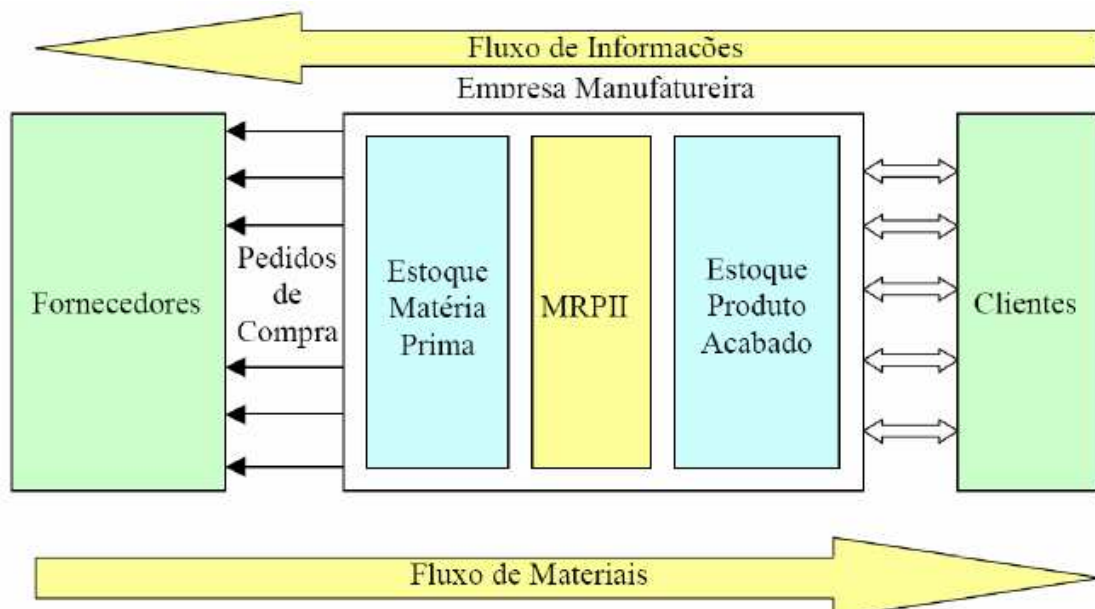 Fluxo de Informacões
Empresa Manufatureira
Fornecedores
Pedidos
de
Compra
Estoque
Matéria
Prima
MRPII
Estoque
Produto
Acabado
Clientes
Fluxo de Materiais